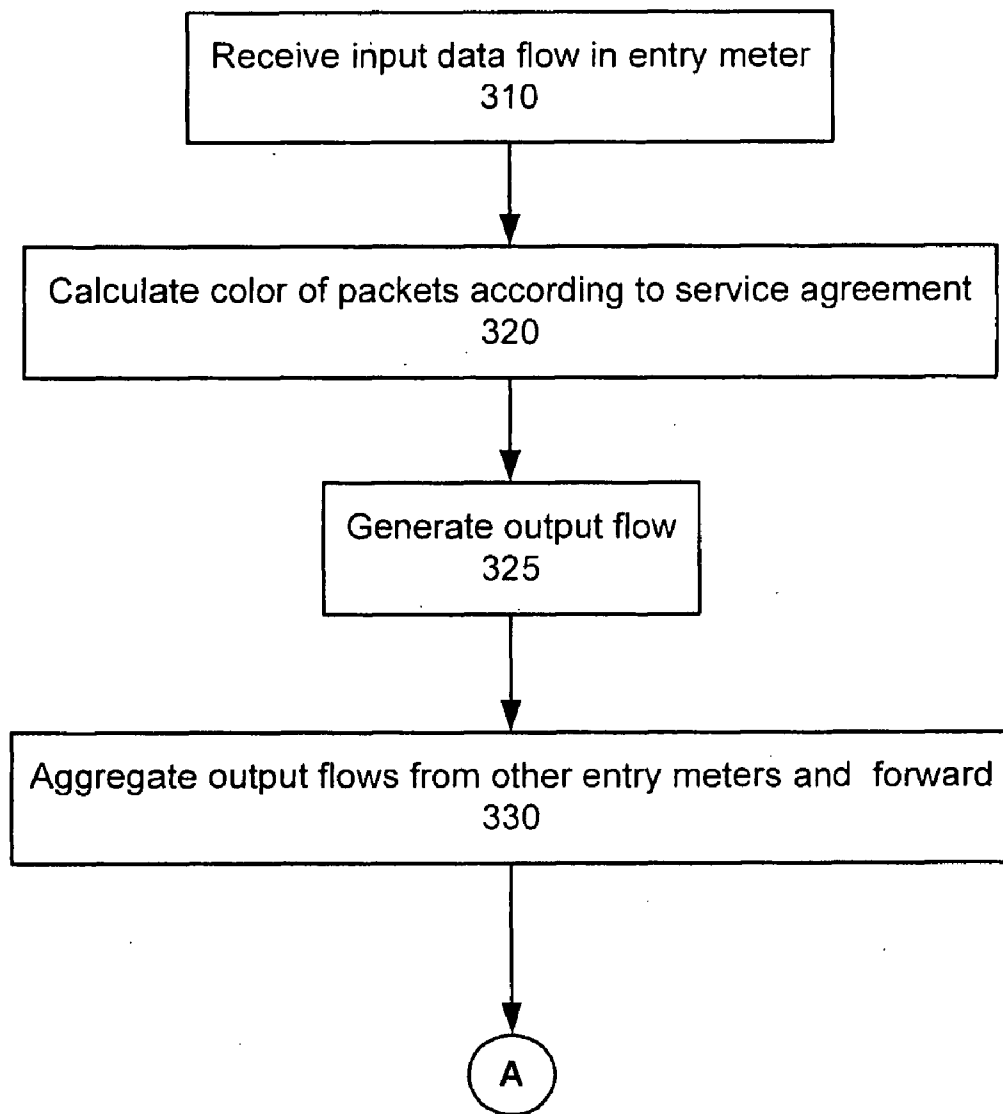 Receive input data flow in entry meter
310
Calculate color of packets according to service agreement
320
Generate output flow
325
Aggregate output flows from other entry meters and forward
330
A